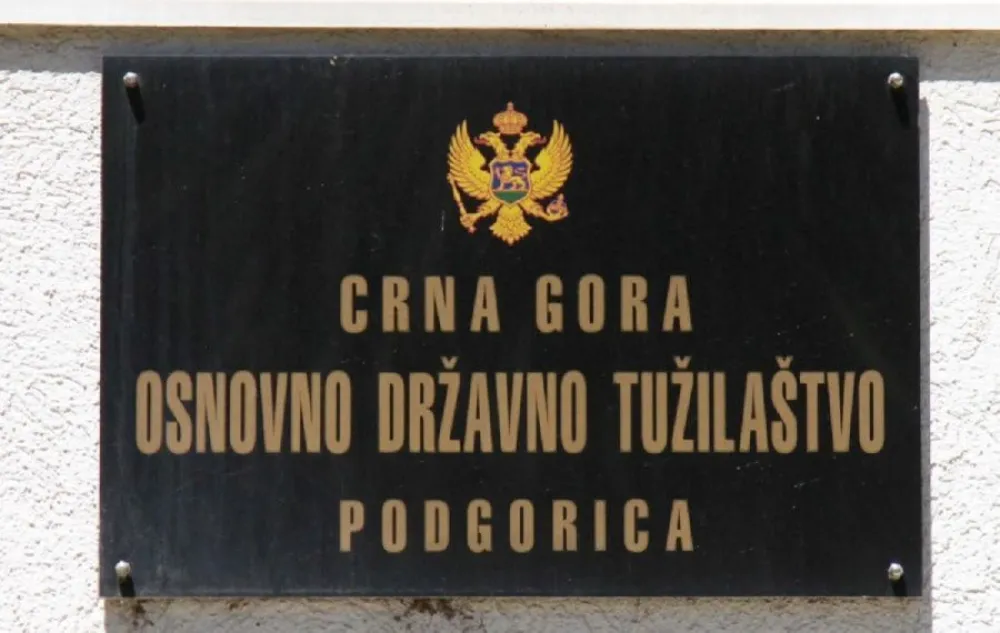 CRNA GORA
OSNOVNO DRŽAVNO TUŽILAŠTVO
PODGORICA